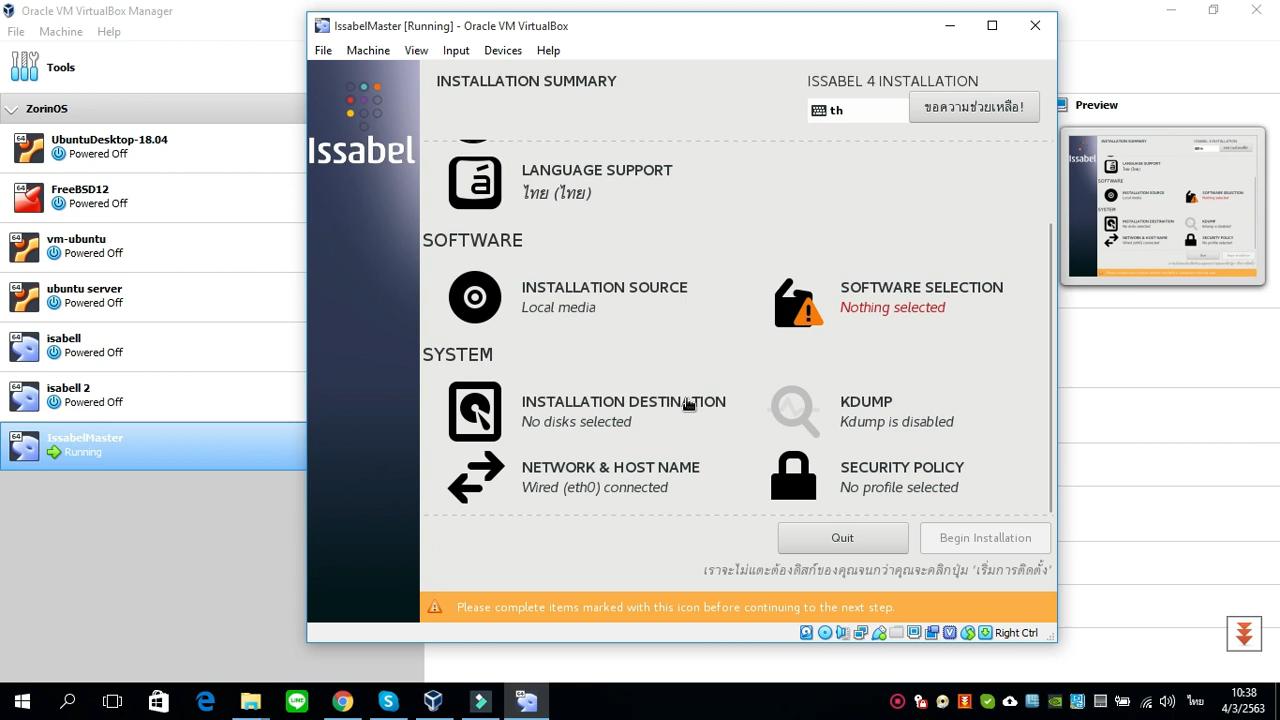 Oracle VM VirtualBox Manager
File Machine Help
Tools
ZorinOS
UbuntuDesktop-18.04
Powered Off
FreeBSD12
Powered Off
vm-ubuntu
Powered Off
ubuntu server
Powered Off
isabell
Powered Off
isabell 2
Powered Off
IssabelMaster
Running
IssabelMaster [Running] - Oracle VM VirtualBox
File Machine View Input Devices Help
Issabel
INSTALLATION SUMMARY
ISSABEL 4 INSTALLATION
th
ขอความช่วยเหลือ!
LANGUAGE SUPPORT
ไทย (ไทย)
SOFTWARE
INSTALLATION SOURCE
Local media
SOFTWARE SELECTION
Nothing selected
SYSTEM
INSTALLATION DESTINATION
No disks selected
KDUMP
Kdump is disabled
NETWORK & HOST NAME
Wired (eth0) connected
SECURITY POLICY
No profile selected
Quit
Begin Installation
เราจะไม่แตะต้องดิสก์ของคุณจนกว่าคุณจะคลิกปุ่ม 'เริ่มการติดตั้ง'
Please complete items marked with this icon before continuing to the next step.
Right Ctrl
Preview
ไทย
10:38
4/3/2563